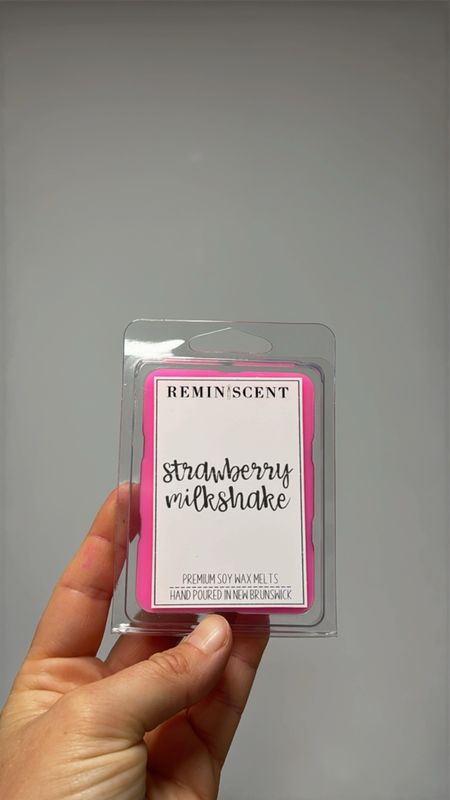 REMINISCENT
strawberry
milkshake
PREMIUM SOY WAX MELTS
HAND POURED IN NEW BRUNSWICK